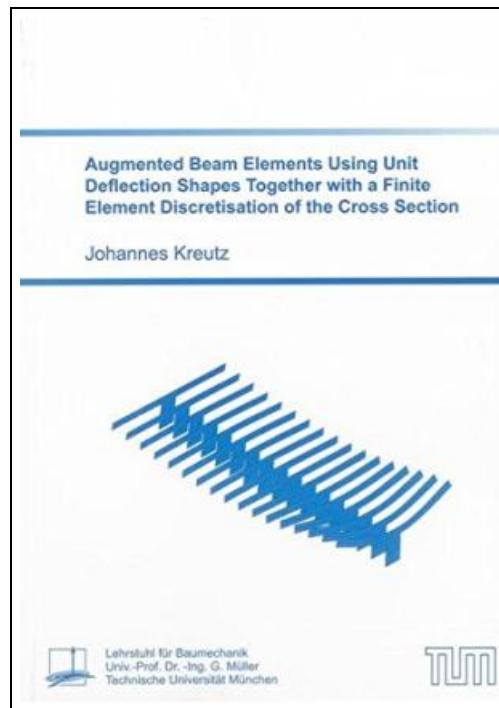 Augmented Beam Elements Using Unit
Deflection Shapes Together with a Finite
Element Discretisation of the Cross Section
Johannes Kreutz
Lehrstuhl für Baumechanik
Univ.-Prof. Dr. -Ing. G. Müller
Technische Universität München
TUM